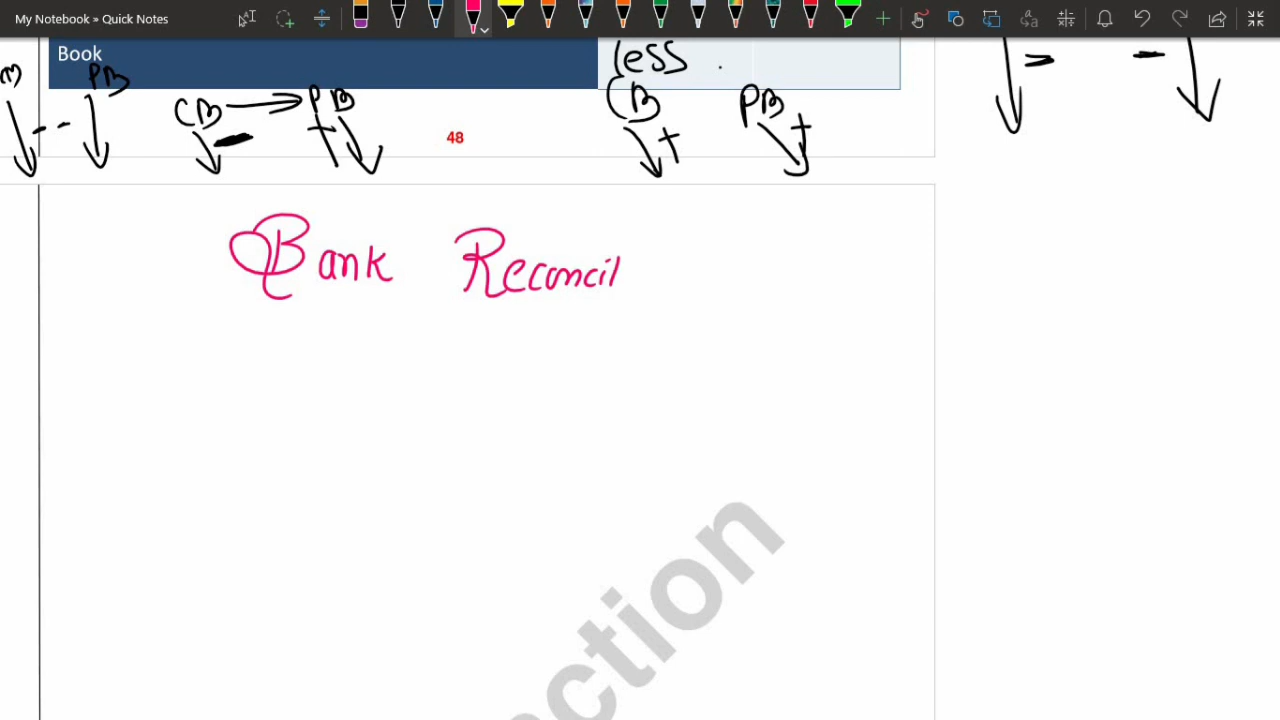 My Notebook » Quick Notes
Book less .
PB CB PB CB PB
48
Bank Reconcil
ction